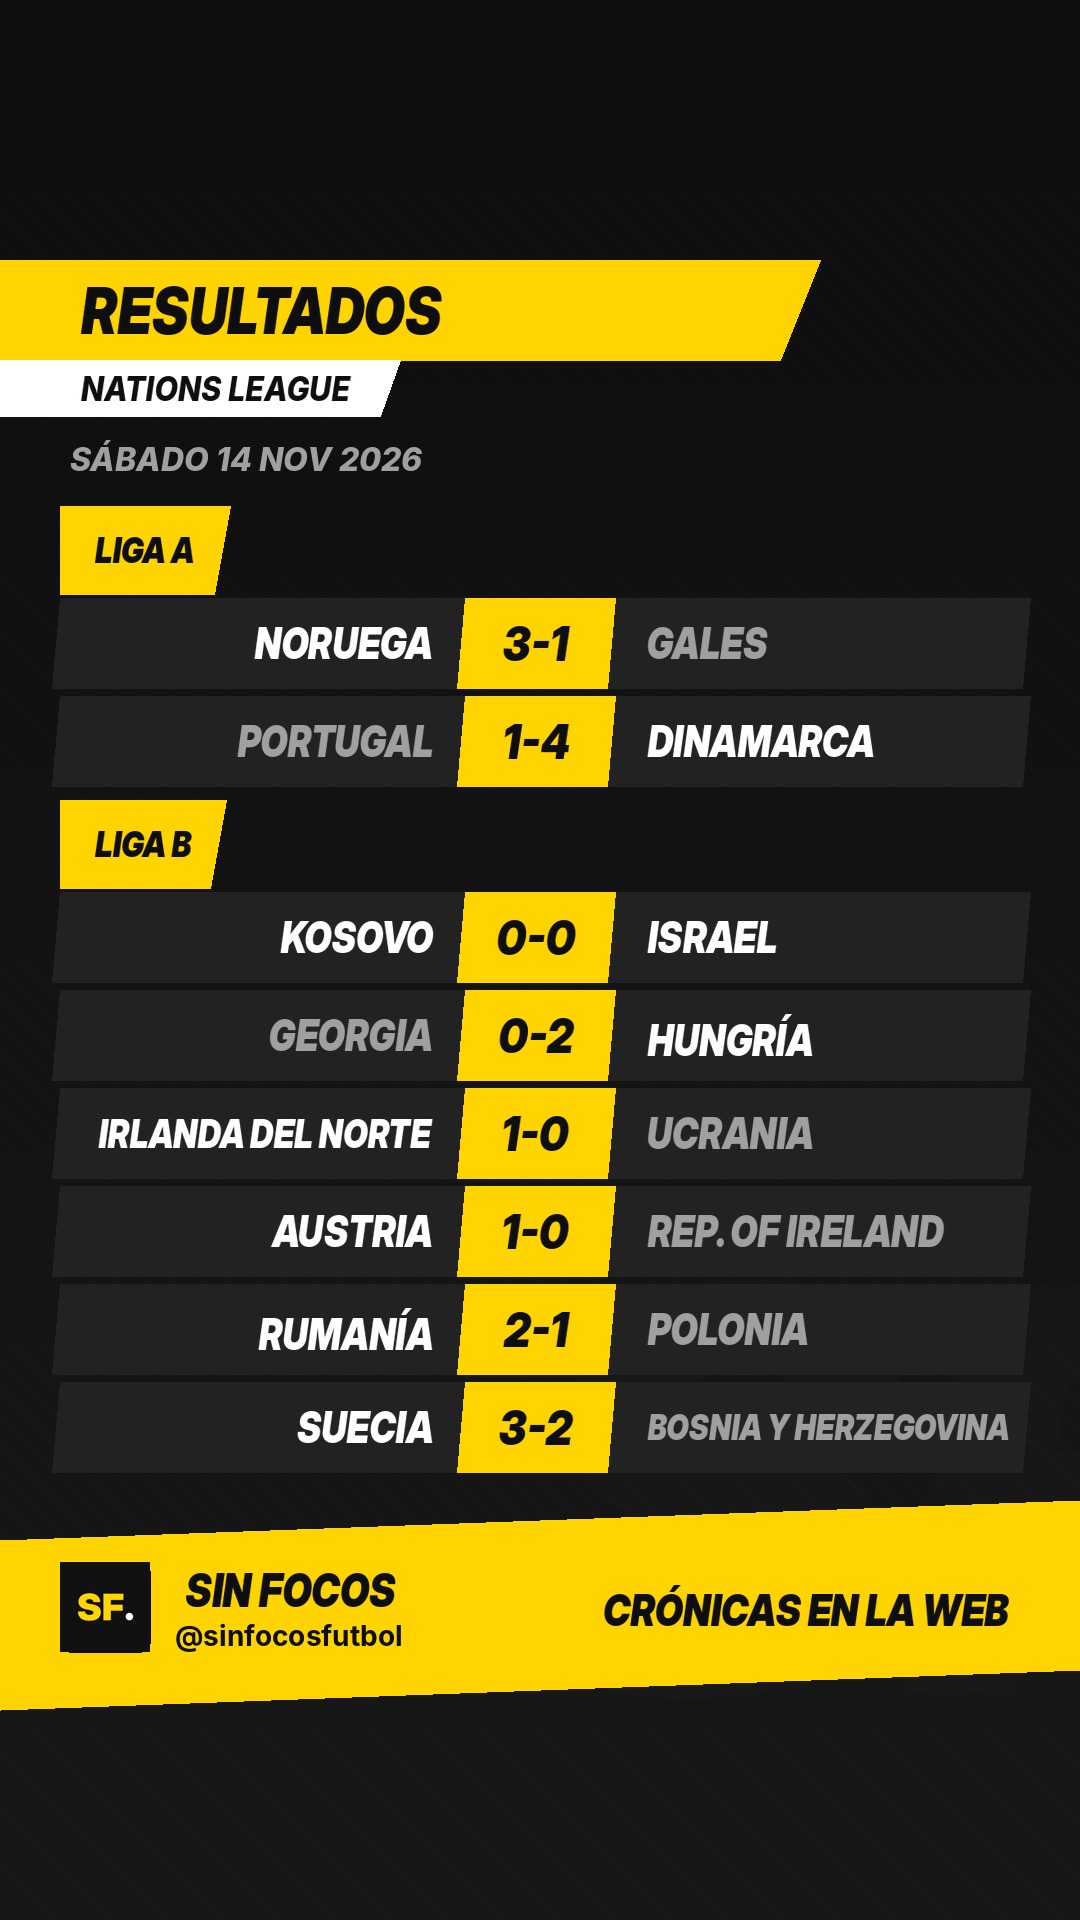 RESULTADOS
NATIONS LEAGUE
SÁBADO 14 NOV 2026
LIGA A
NORUEGA 3-1 GALES
PORTUGAL 1-4 DINAMARCA
LIGA B
KOSOVO 0-0 ISRAEL
GEORGIA 0-2 HUNGRÍA
IRLANDA DEL NORTE 1-0 UCRANIA
AUSTRIA 1-0 REP. OF IRELAND
RUMANÍA 2-1 POLONIA
SUECIA 3-2 BOSNIA Y HERZEGOVINA
SF.
SIN FOCOS
@sinfocosfutbol
CRÓNICAS EN LA WEB